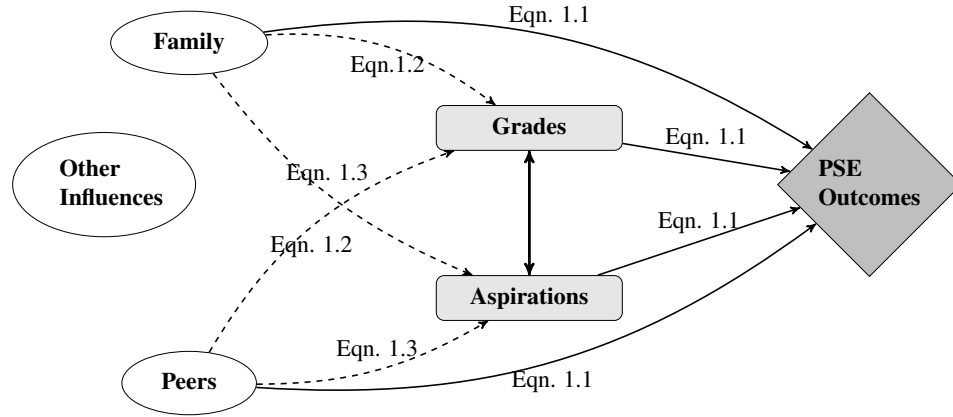 Eqn. 1.1
Family
Eqn.1.2
Grades
Eqn. 1.1
Other
Influences
Eqn. 1.3
PSE
Outcomes
Eqn. 1.1
Eqn. 1.2
Aspirations
Eqn. 1.3
Peers
Eqn. 1.1